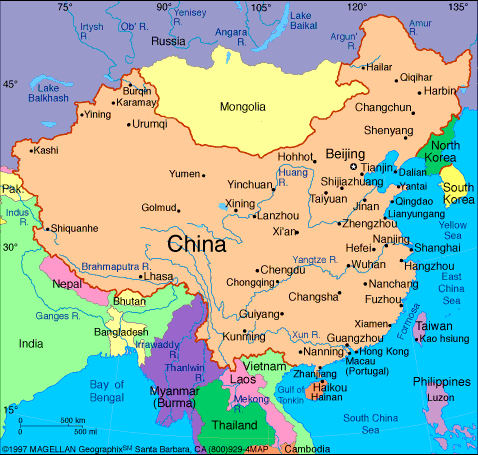 75° Irtysh R. Ob' R. Yenisey R. 90° Angara R. 105° Lake Baikal 120° Argun' R. Amur R. 135°
Russia
Hailar
Qiqihar
45°
Lake Balkhash
Burqin
Karamay
Harbin
Mongolia
Changchun
Yining
Urumqi
Shenyang
Kashi
Hohhot
Beijing
North Korea
Tianjin
Dalian
Huang R.
Yumen
Shijiazhuang
Yantai
Pak.
Yinchuan
Taiyuan
South Korea
Indus R.
Golmud
Xining
Jinan
Qingdao
Lianyungang
Lanzhou
Zhengzhou
Yellow Sea
Shiquanhe
Xi'an
30°
China
Nanjing
Hefei
Shanghai
Brahmaputra R.
Yangtze R.
Wuhan
Hangzhou
Lhasa
Chengdu
East China Sea
Nepal
Chongqing
Nanchang
Changsha
Bhutan
Fuzhou
Ganges R.
Guiyang
Formosa
Bangladesh
Kunming
Xun R.
Xiamen
Taiwan
India
Irrawaddy R.
Guangzhou
Kao hsiung
Nanning
Hong Kong
Macau (Portugal)
Thanlwin R.
Vietnam
Zhanjiang
Bay of Bengal
Myanmar (Burma)
Laos
Haikou
Hainan
Philippines
Mekong R.
Gulf of Tonkin
Luzon
15°
0 500 km
0 500 mi
Thailand
South China Sea
Cambodia
©1997 MAGELLAN Geographix℠ Santa Barbara, CA (800)929-4MAP